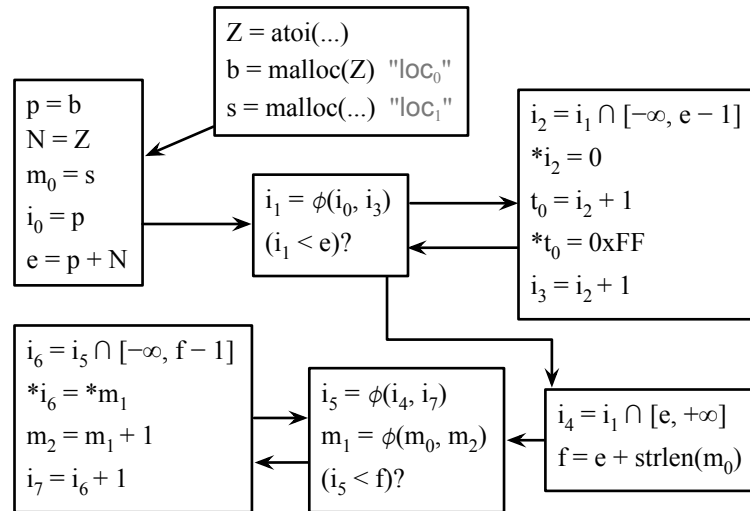 Z = atoi(...)
b = malloc(Z) "loc₀"
s = malloc(...) "loc₁"
p = b
N = Z
m₀ = s
i₀ = p
e = p + N
i₁ = ϕ(i₀, i₃)
(i₁ < e)?
i₂ = i₁ ∩ [−∞, e − 1]
*i₂ = 0
t₀ = i₂ + 1
*t₀ = 0xFF
i₃ = i₂ + 1
i₄ = i₁ ∩ [e, +∞]
f = e + strlen(m₀)
i₅ = ϕ(i₄, i₇)
m₁ = ϕ(m₀, m₂)
(i₅ < f)?
i₆ = i₅ ∩ [−∞, f − 1]
*i₆ = *m₁
m₂ = m₁ + 1
i₇ = i₆ + 1